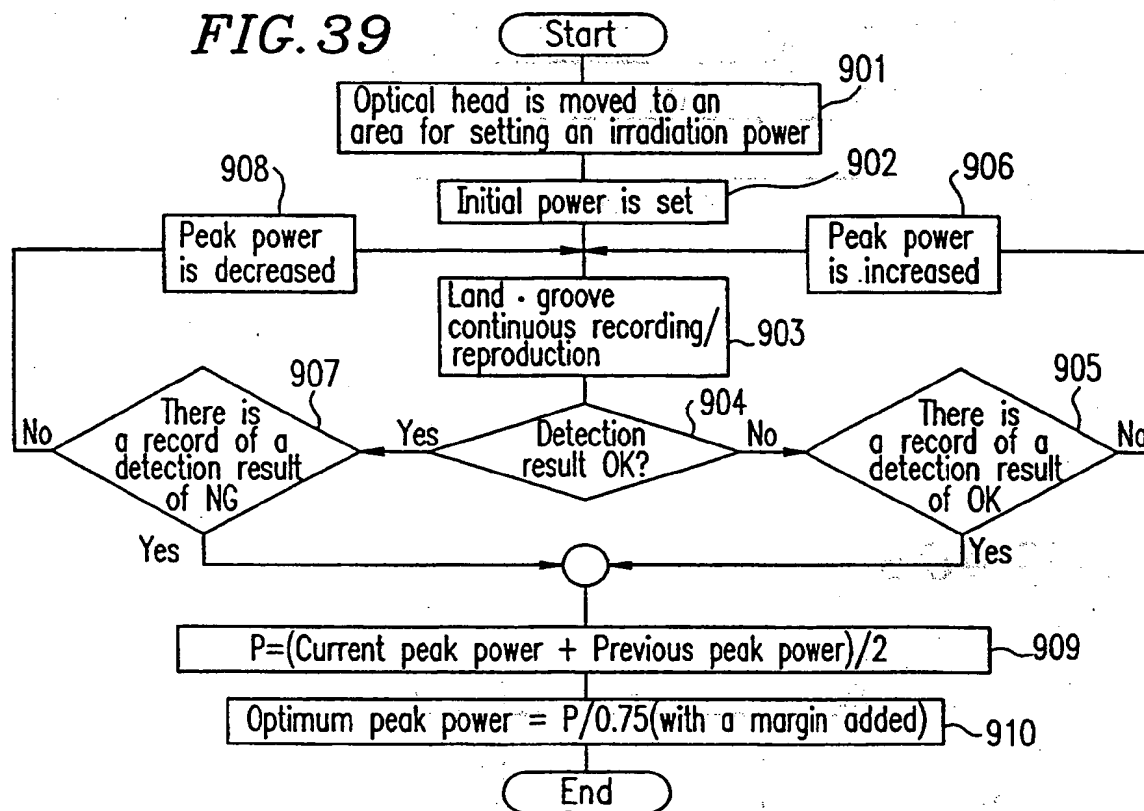 FIG. 39
Start
901
Optical head is moved to an
area for setting an irradiation power
902
Initial power is set
908
Peak power
is decreased
906
Peak power
is increased
Land · groove
continuous recording/
reproduction
903
907
There is
a record of a
detection result
of NG
No
Yes
904
Detection
result OK?
Yes
No
905
There is
a record of a
detection result
of OK
No
Yes
P=(Current peak power + Previous peak power)/2
909
Optimum peak power = P/0.75(with a margin added)
910
End